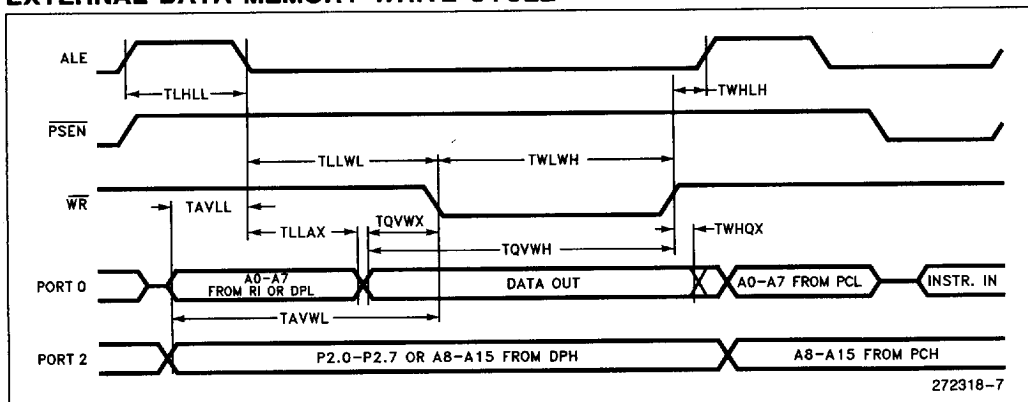 EXTERNAL DATA MEMORY WRITE CYCLE
ALE
TLHLL
TWHLH
PSEN
TLLWL
TWLWH
WR
TAVLL
TQVWX
TWHQX
TLLAX
TQVWH
PORT 0
A0-A7
FROM RI OR DPL
DATA OUT
A0-A7 FROM PCL
INSTR. IN
TAVWL
PORT 2
P2.0-P2.7 OR A8-A15 FROM DPH
A8-A15 FROM PCH
272318-7